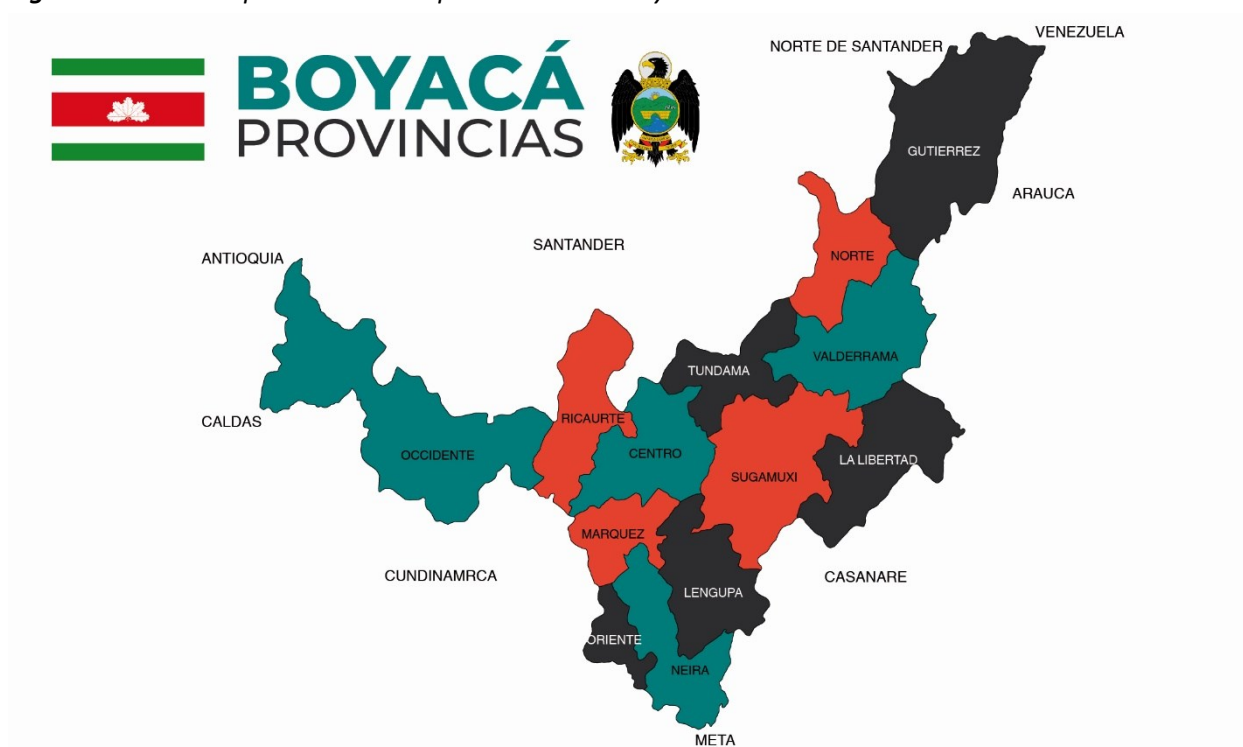 BOYACÁ
PROVINCIAS
NORTE DE SANTANDER
VENEZUELA
GUTIERREZ
ARAUCA
SANTANDER
NORTE
ANTIOQUIA
VALDERRAMA
TUNDAMA
CALDAS
RICAURTE
OCCIDENTE
CENTRO
LA LIBERTAD
SUGAMUXI
MARQUEZ
CUNDINAMRCA
CASANARE
LENGUPA
ORIENTE
NEIRA
META